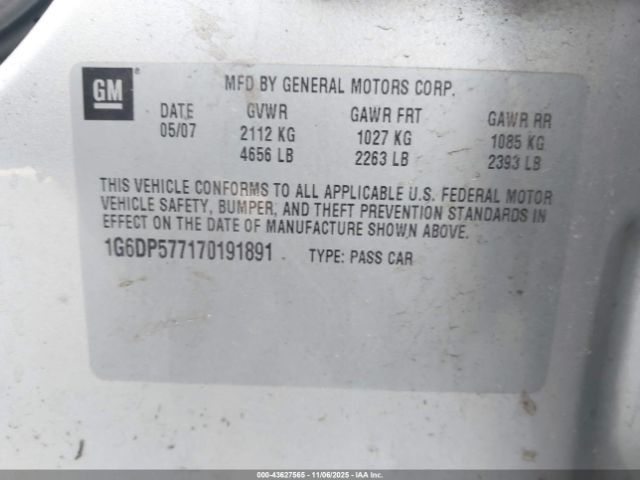 GM
MFD BY GENERAL MOTORS CORP.
DATE GVWR GAWR FRT GAWR RR
05/07 2112 KG 1027 KG 1085 KG
4656 LB 2263 LB 2393 LB
THIS VEHICLE CONFORMS TO ALL APPLICABLE U.S. FEDERAL MOTOR
VEHICLE SAFETY, BUMPER, AND THEFT PREVENTION STANDARDS IN
EFFECT ON THE DATE OF MANUFACTURE SHOWN ABOVE.
1G6DP577170191891 TYPE: PASS CAR
000-43627565 - 11/06/2025 - IAAI, Inc.